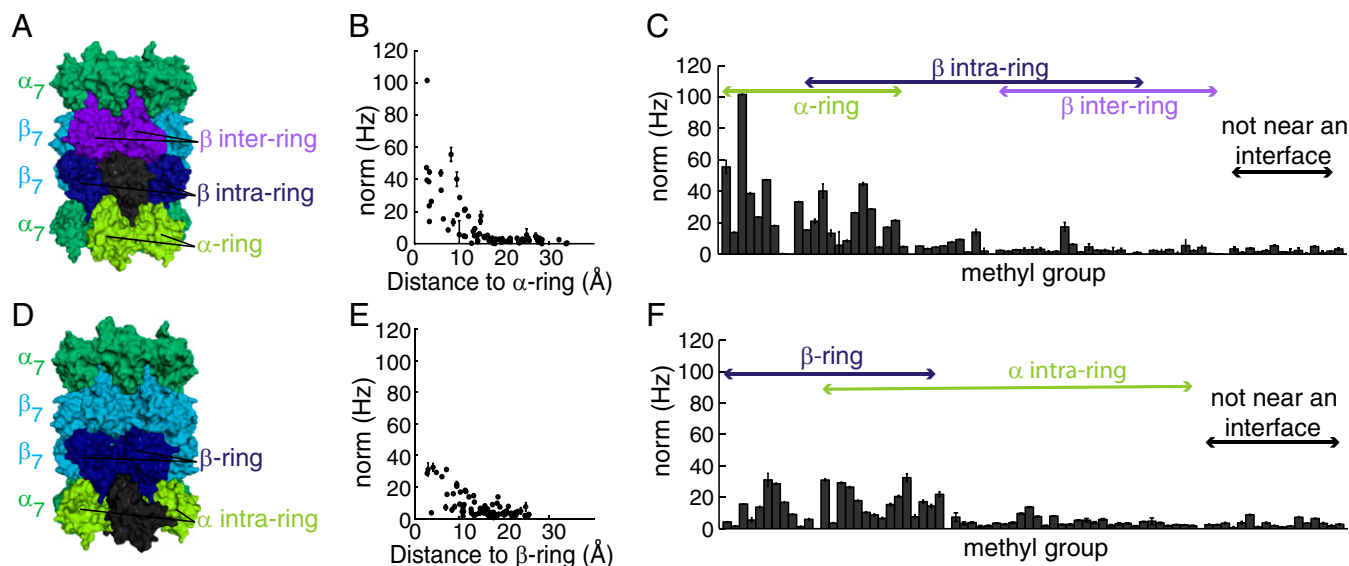 A
α7
β7
β7
α7
β inter-ring
β intra-ring
α-ring
B
norm (Hz)
120
100
80
60
40
20
0
0 10 20 30
Distance to α-ring (Å)
C
norm (Hz)
120
100
80
60
40
20
0
β intra-ring
α-ring
β inter-ring
not near an
interface
methyl group
D
α7
β7
β7
α7
β-ring
α intra-ring
E
norm (Hz)
120
100
80
60
40
20
0
0 10 20 30
Distance to β-ring (Å)
F
norm (Hz)
120
100
80
60
40
20
0
β-ring
α intra-ring
not near an
interface
methyl group